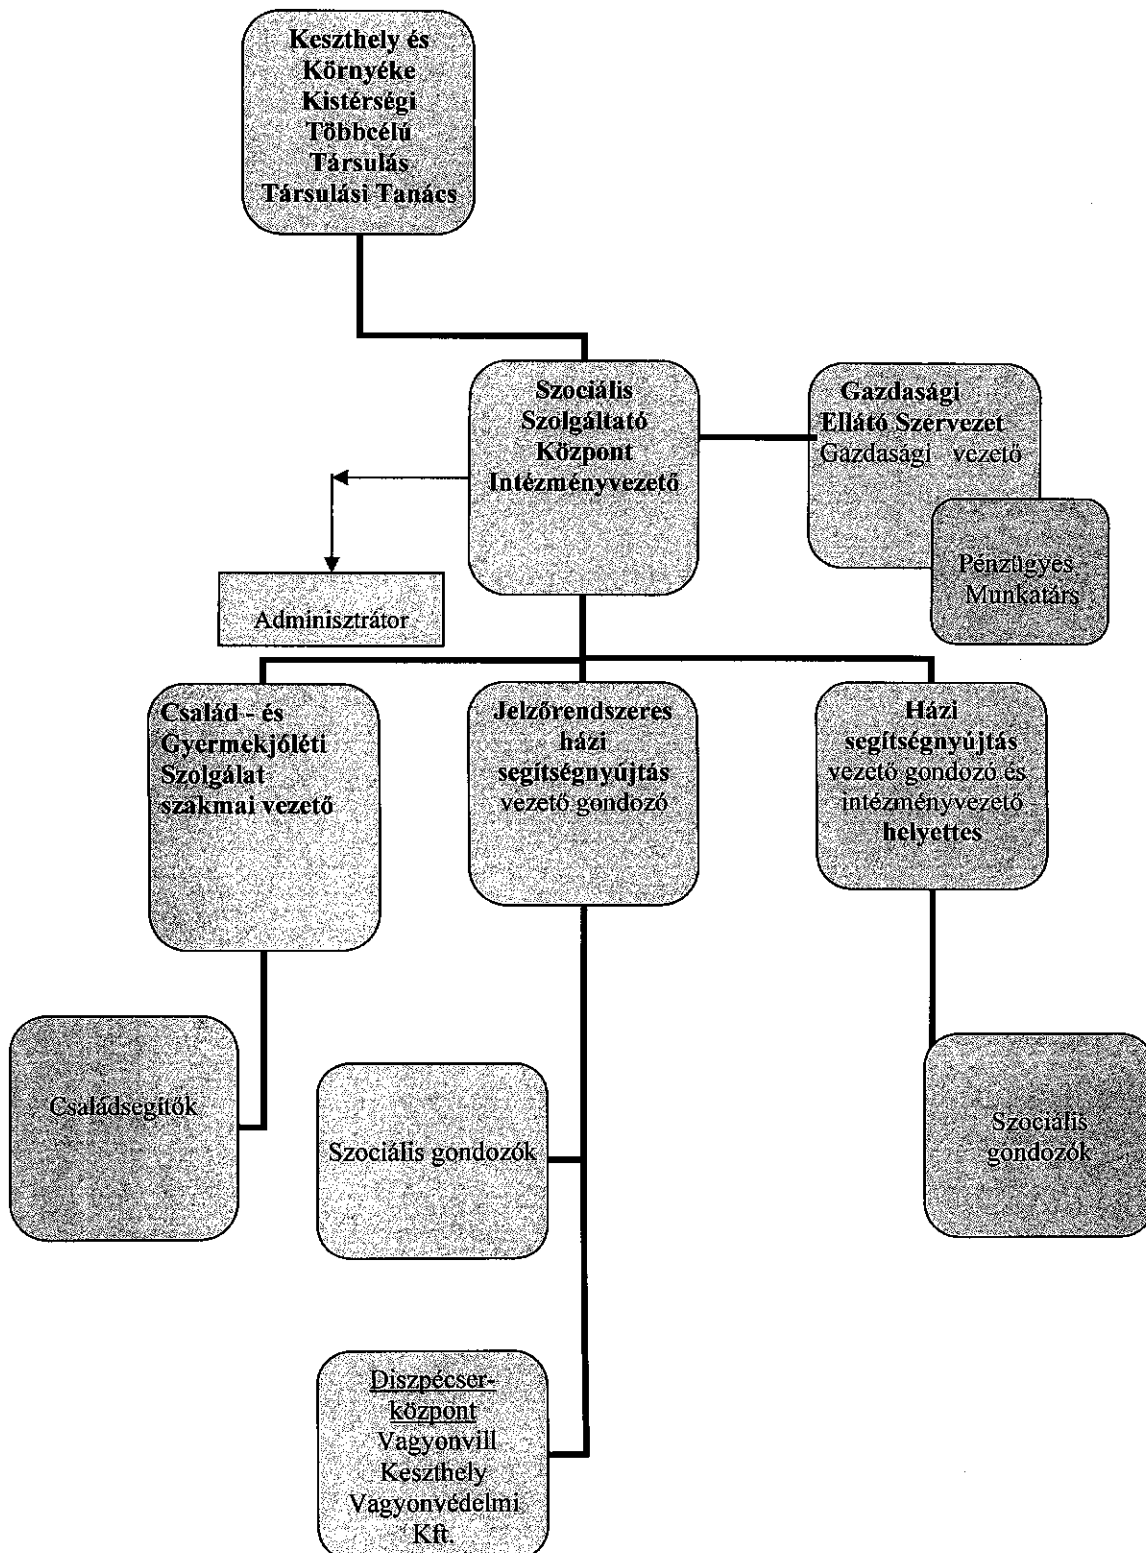 Keszthely és
Környéke
Kistérségi
Többcélú
Társulás
Társulási Tanács
Szociális
Szolgáltató
Központ
Intézményvezető
Gazdasági
Ellátó Szervezet
Gazdasági vezető
Pénzügyes
Munkatárs
Adminisztrátor
Család - és
Gyermekjóléti
Szolgálat
szakmai vezető
Jelzőrendszeres
házi
segítségnyújtás
vezető gondozó
Házi
segítségnyújtás
vezető gondozó és
intézményvezető
helyettes
Családsegítők
Szociális gondozók
Szociális
gondozók
Diszpécser-
központ
Vagyonvill
Keszthely
Vagyonvédelmi
Kft.